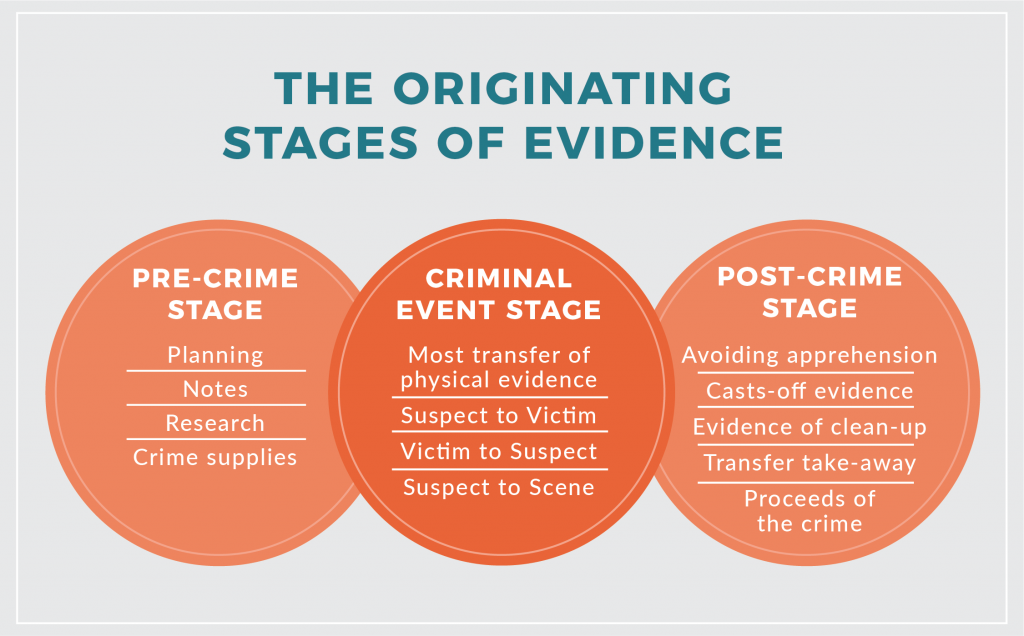 THE ORIGINATING
STAGES OF EVIDENCE
PRE-CRIME
STAGE
Planning
Notes
Research
Crime supplies
CRIMINAL
EVENT STAGE
Most transfer of
physical evidence
Suspect to Victim
Victim to Suspect
Suspect to Scene
POST-CRIME
STAGE
Avoiding apprehension
Casts-off evidence
Evidence of clean-up
Transfer take-away
Proceeds of
the crime